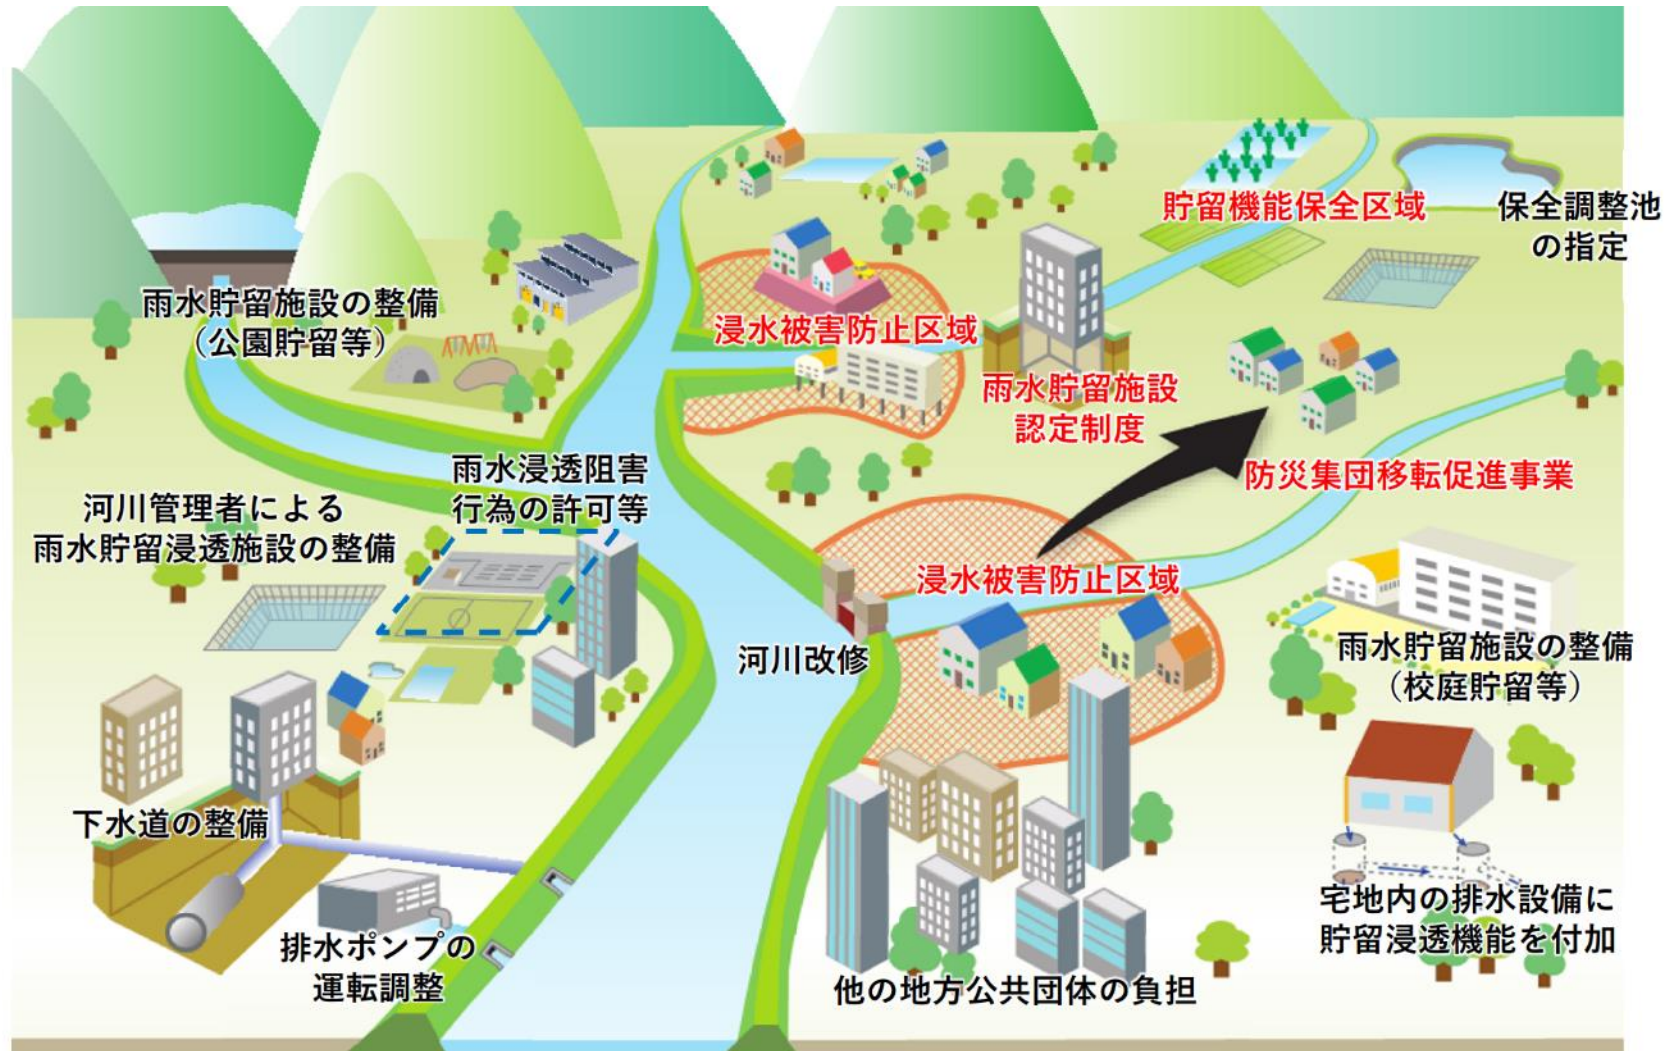 貯留機能保全区域
保全調整池
の指定
雨水貯留施設の整備
（公園貯留等）
浸水被害防止区域
雨水貯留施設
認定制度
防災集団移転促進事業
雨水浸透阻害
行為の許可等
河川管理者による
雨水貯留浸透施設の整備
浸水被害防止区域
河川改修
雨水貯留施設の整備
（校庭貯留等）
下水道の整備
排水ポンプの
運転調整
宅地内の排水設備に
貯留浸透機能を付加
他の地方公共団体の負担